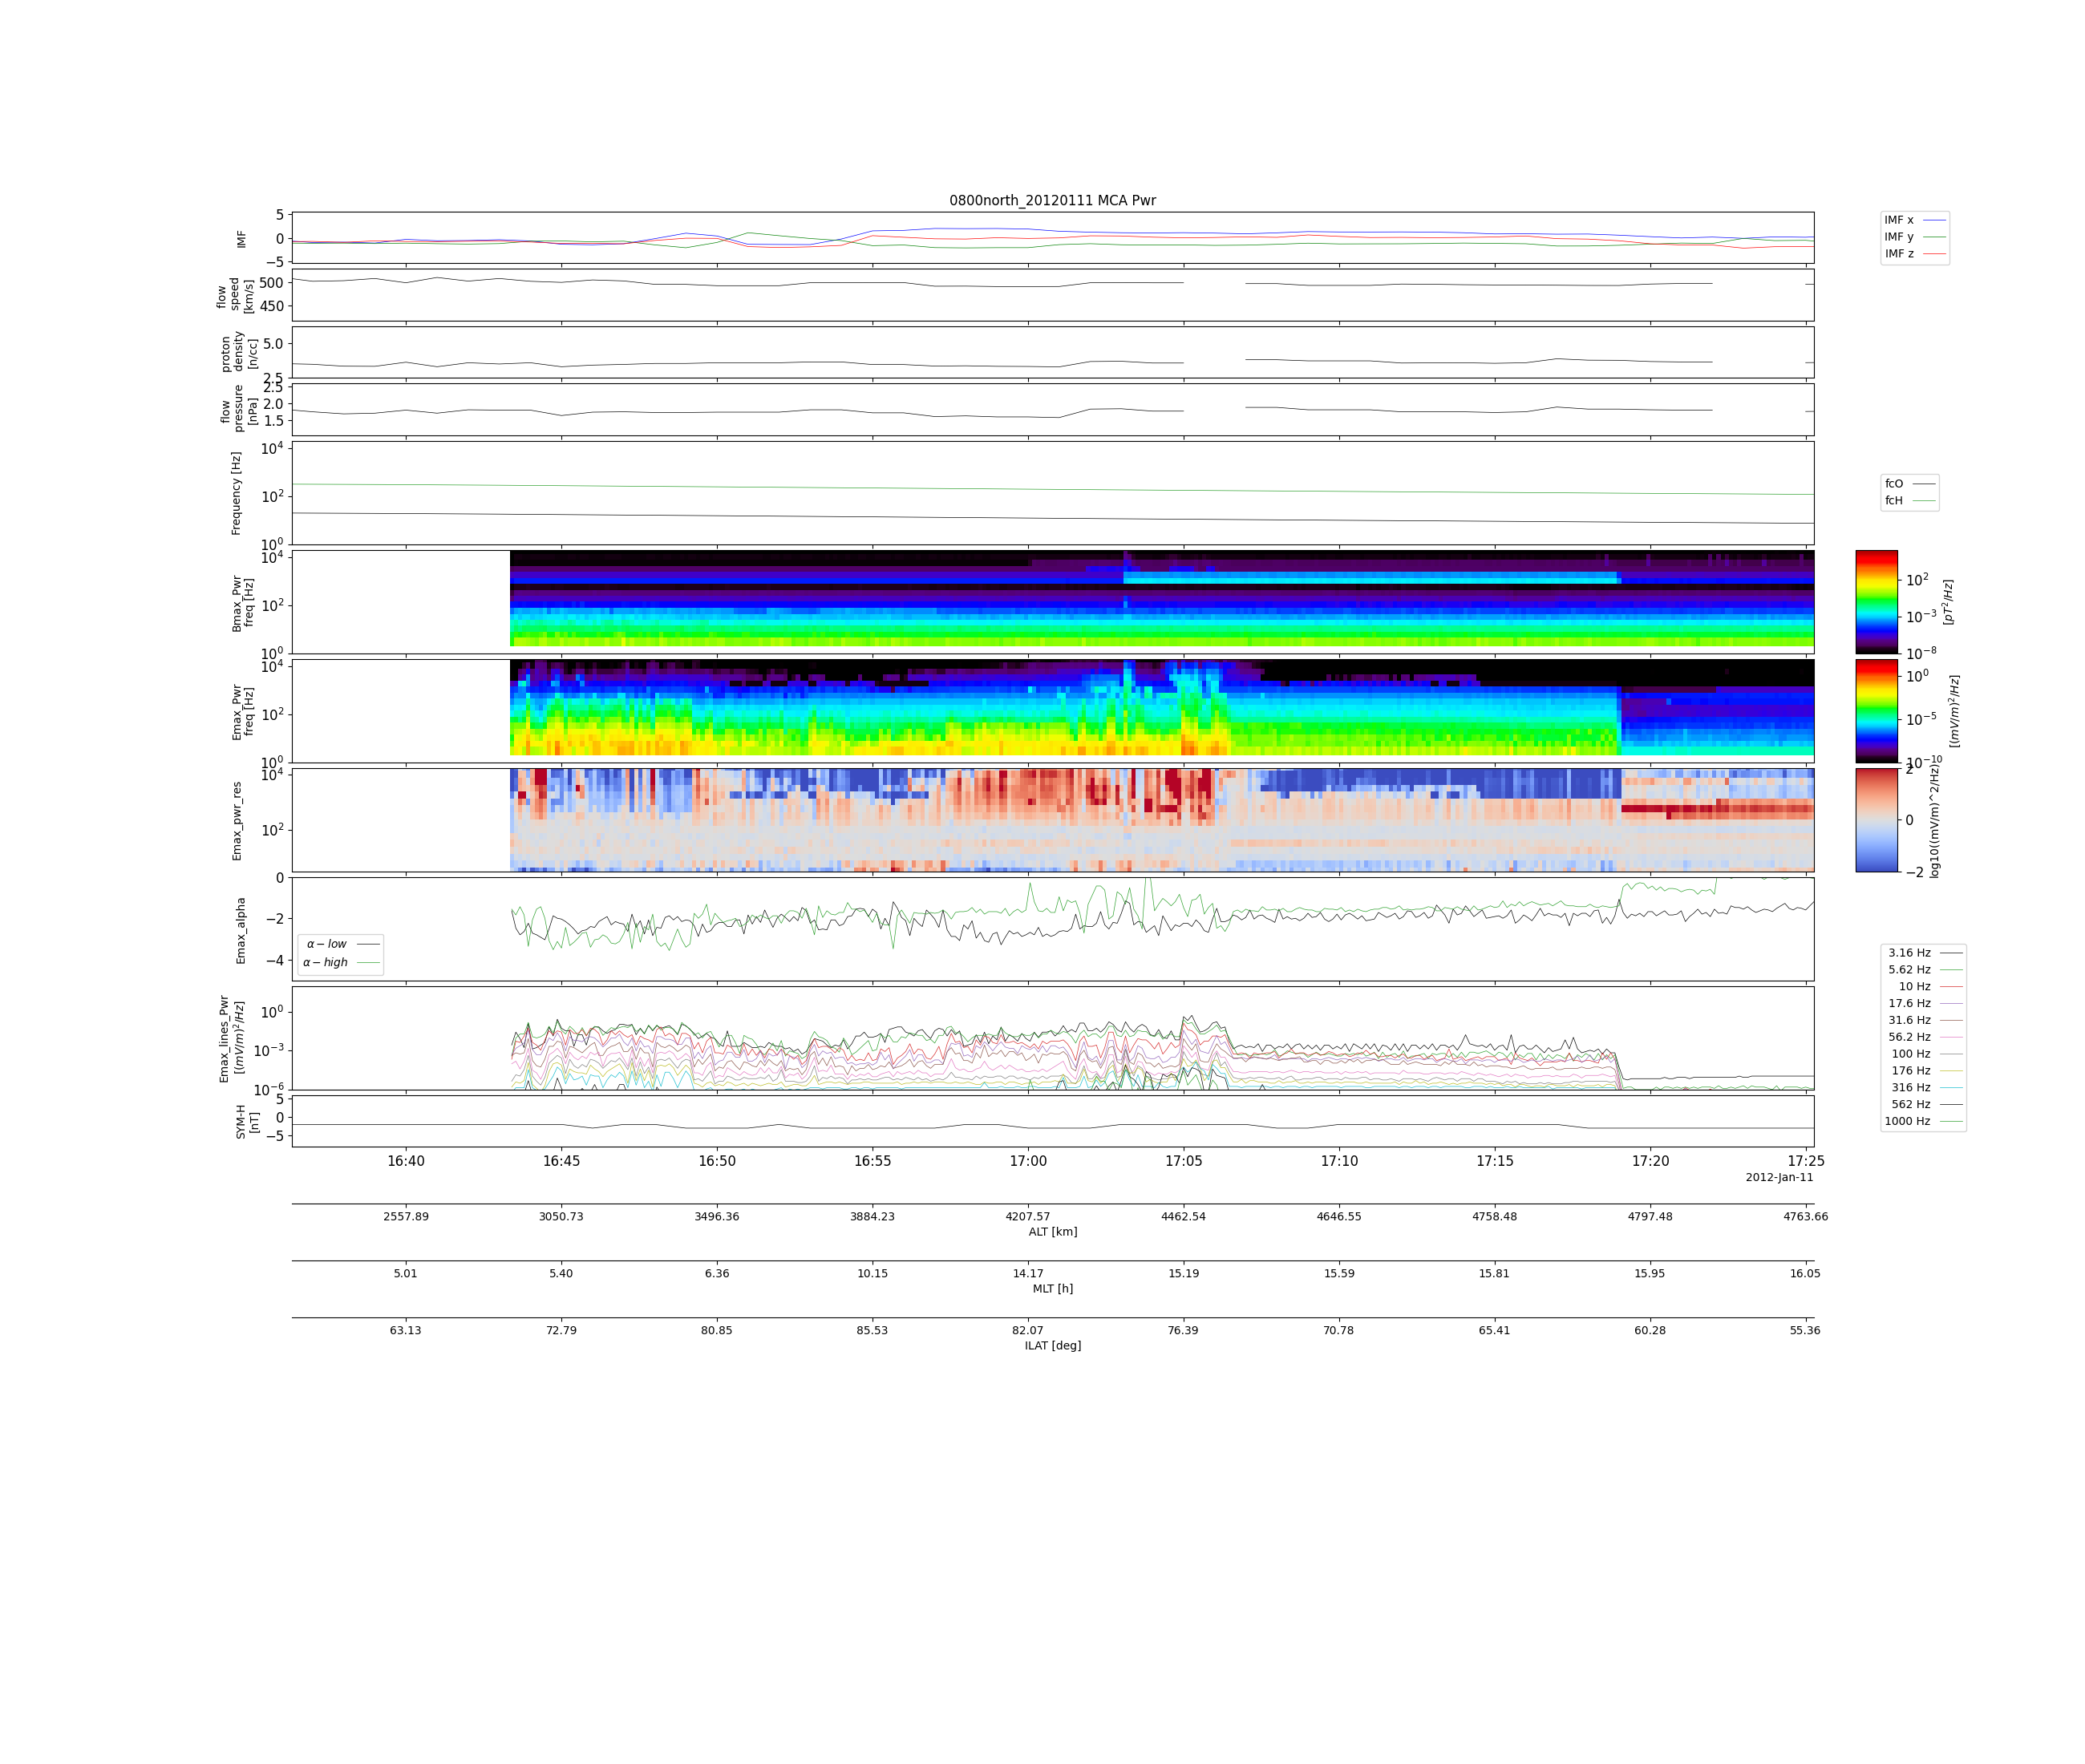 0800north_20120111 MCA Pwr
5
0
−5
IMF
IMF x
IMF y
IMF z
500
450
flow
speed
[km/s]
5.0
2.5
proton
density
[n/cc]
2.5
2.0
1.5
flow
pressure
[nPa]
10^4
10^2
10^0
Frequency [Hz]
fcO
fcH
10^4
10^2
10^0
Bmax_Pwr
freq [Hz]
10^2
10^−3
10^−8
[pT^2/Hz]
10^4
10^2
10^0
Emax_Pwr
freq [Hz]
10^0
10^−5
10^−10
[(mV/m)^2/Hz]
10^4
10^2
Emax_pwr_res
2
0
−2
log10((mV/m)^2/Hz)
0
−2
−4
Emax_alpha
α − low
α − high
10^0
10^−3
10^−6
Emax_lines_Pwr
[(mV/m)^2/Hz]
3.16 Hz
5.62 Hz
10 Hz
17.6 Hz
31.6 Hz
56.2 Hz
100 Hz
176 Hz
316 Hz
562 Hz
1000 Hz
5
0
−5
SYM-H
[nT]
16:40 16:45 16:50 16:55 17:00 17:05 17:10 17:15 17:20 17:25
2012-Jan-11
2557.89 3050.73 3496.36 3884.23 4207.57 4462.54 4646.55 4758.48 4797.48 4763.66
ALT [km]
5.01 5.40 6.36 10.15 14.17 15.19 15.59 15.81 15.95 16.05
MLT [h]
63.13 72.79 80.85 85.53 82.07 76.39 70.78 65.41 60.28 55.36
ILAT [deg]